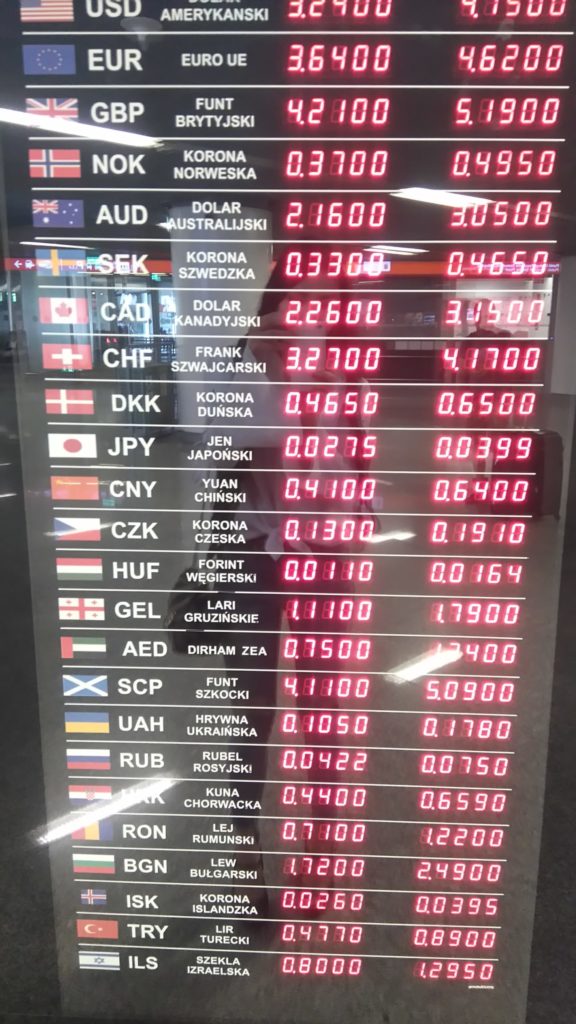 USD DOLAR AMERYKAŃSKI 3.2400 4.1500
EUR EURO UE 3.6400 4.6200
GBP FUNT BRYTYJSKI 4.2100 5.1900
NOK KORONA NORWESKA 0.3700 0.4950
AUD DOLAR AUSTRALIJSKI 2.1600 3.0500
SEK KORONA SZWEDZKA 0.3300 0.4650
CAD DOLAR KANADYJSKI 2.2600 3.1500
CHF FRANK SZWAJCARSKI 3.2700 4.1700
DKK KORONA DUŃSKA 0.4650 0.6500
JPY JEN JAPOŃSKI 0.0275 0.0399
CNY YUAN CHIŃSKI 0.4100 0.6400
CZK KORONA CZESKA 0.1300 0.1910
HUF FORINT WĘGIERSKI 0.0110 0.0164
GEL LARI GRUZIŃSKIE 1.1100 1.7900
AED DIRHAM ZEA 0.7500
SCP FUNT SZKOCKI 4.1100 5.0900
UAH HRYWNA UKRAIŃSKA 0.1050 0.1780
RUB RUBEL ROSYJSKI 0.0422 0.0750
HRK KUNA CHORWACKA 0.4400 0.6590
RON LEJ RUMUŃSKI 0.7100 1.2200
BGN LEW BUŁGARSKI 1.7200 2.4900
ISK KORONA ISLANDZKA 0.0260 0.0395
TRY LIR TURECKI 0.4770 0.8900
ILS SZEKLA IZRAELSKA 0.8000 1.2950